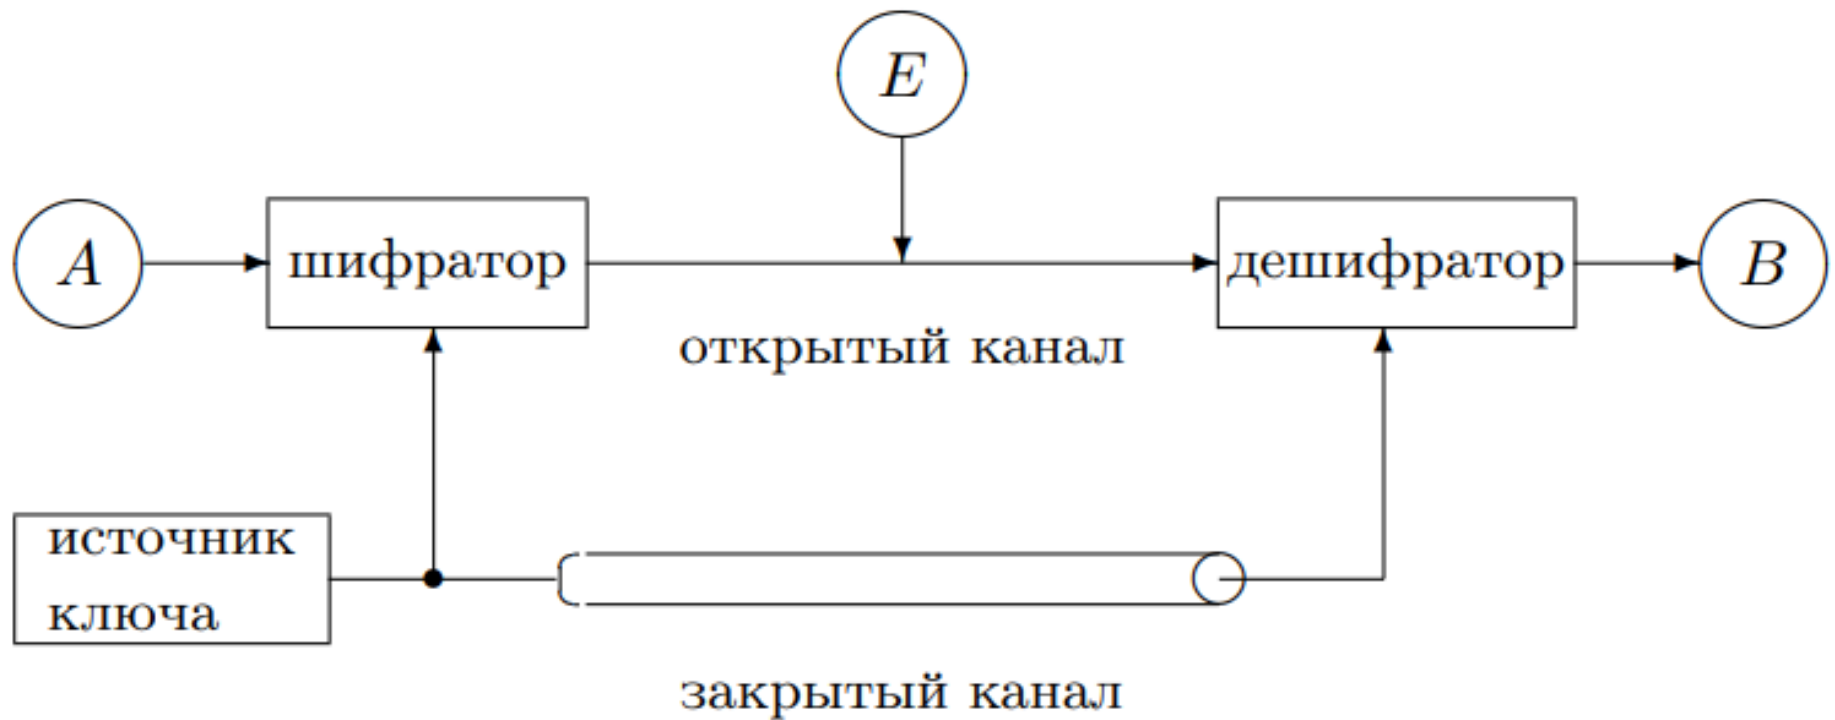 E
A
шифратор
дешифратор
B
открытый канал
источник
ключа
закрытый канал